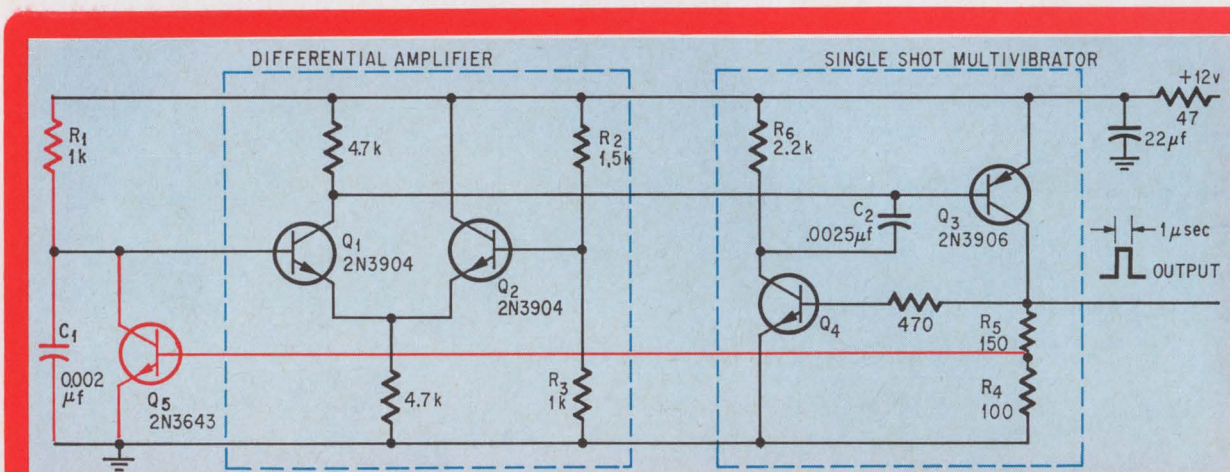 DIFFERENTIAL AMPLIFIER
SINGLE SHOT MULTIVIBRATOR
+12v
47
22μf
R1
1k
4.7k
R2
1,5k
R6
2.2k
C2
.0025μf
Q3
2N3906
1μsec
OUTPUT
Q1
2N3904
Q2
2N3904
Q4
470
R5
150
C1
0.002
μf
Q5
2N3643
4.7k
R3
1k
R4
100